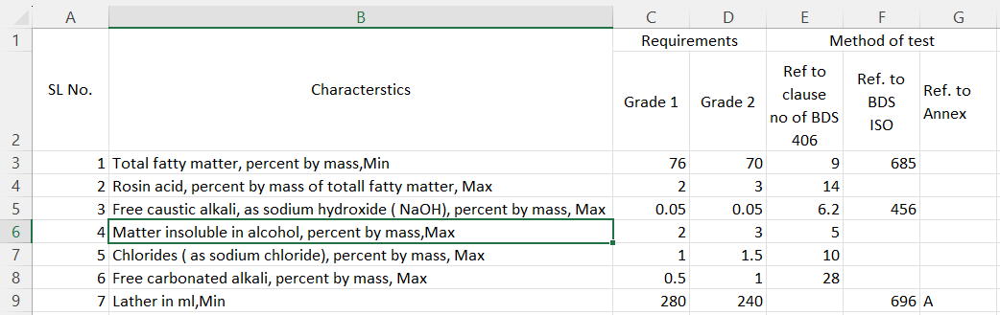 A B C D E F G
1 Requirements Method of test
2 SL No. Characterstics Grade 1 Grade 2 Ref to clause no of BDS 406 Ref. to BDS ISO Ref. to Annex
3 1 Total fatty matter, percent by mass,Min 76 70 9 685
4 2 Rosin acid, percent by mass of totall fatty matter, Max 2 3 14
5 3 Free caustic alkali, as sodium hydroxide ( NaOH), percent by mass, Max 0.05 0.05 6.2 456
6 4 Matter insoluble in alcohol, percent by mass,Max 2 3 5
7 5 Chlorides ( as sodium chloride), percent by mass, Max 1 1.5 10
8 6 Free carbonated alkali, percent by mass, Max 0.5 1 28
9 7 Lather in ml,Min 280 240 696 A